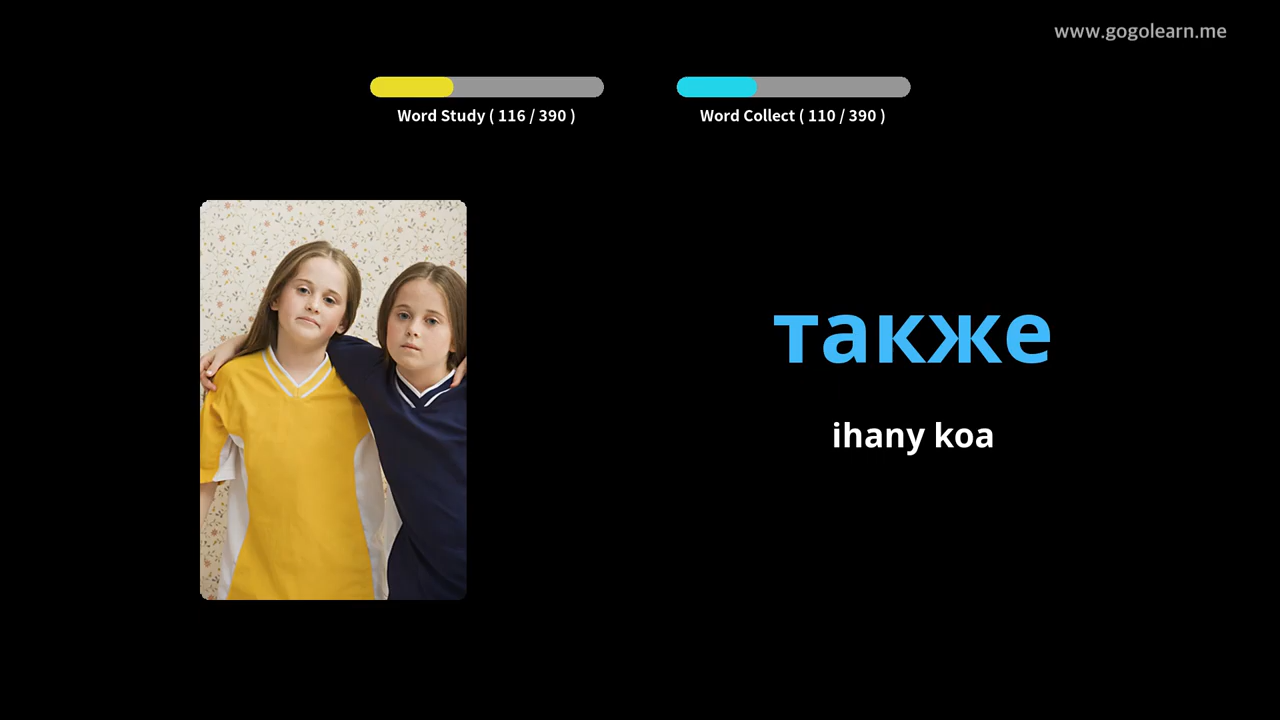 www.gogolearn.me
Word Study ( 116 / 390 )
Word Collect ( 110 / 390 )
также
ihany koa